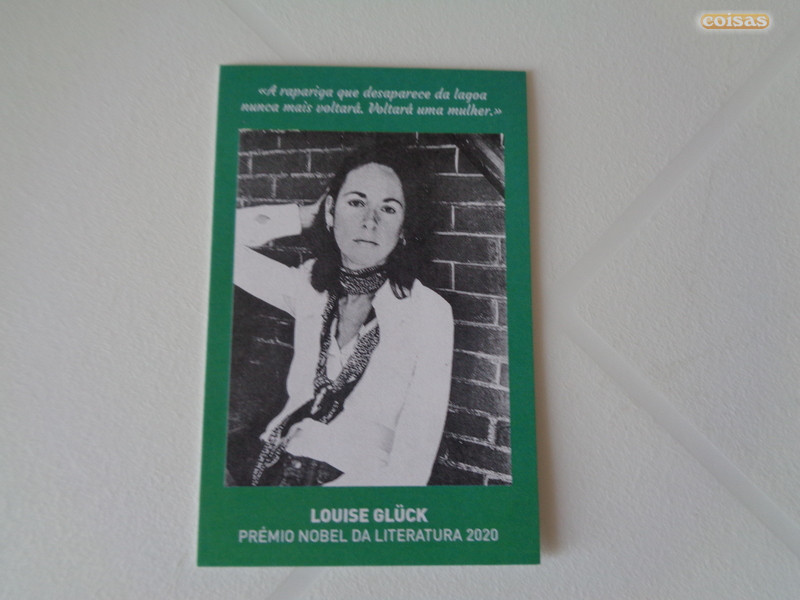 coisas
«A rapariga que desaparece da lagoa
nunca mais voltará. Voltará uma mulher.»
LOUISE GLÜCK
PRÉMIO NOBEL DA LITERATURA 2020